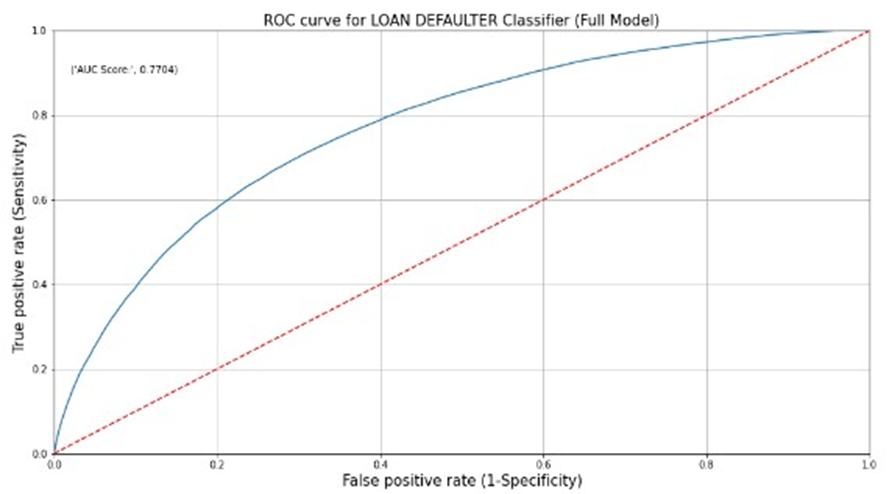 ROC curve for LOAN DEFAULTER Classifier (Full Model)
1.0
('AUC Score:', 0.7704)
0.8
0.6
0.4
0.2
0.0
True positive rate (Sensitivity)
0.0 0.2 0.4 0.6 0.8 1.0
False positive rate (1-Specificity)